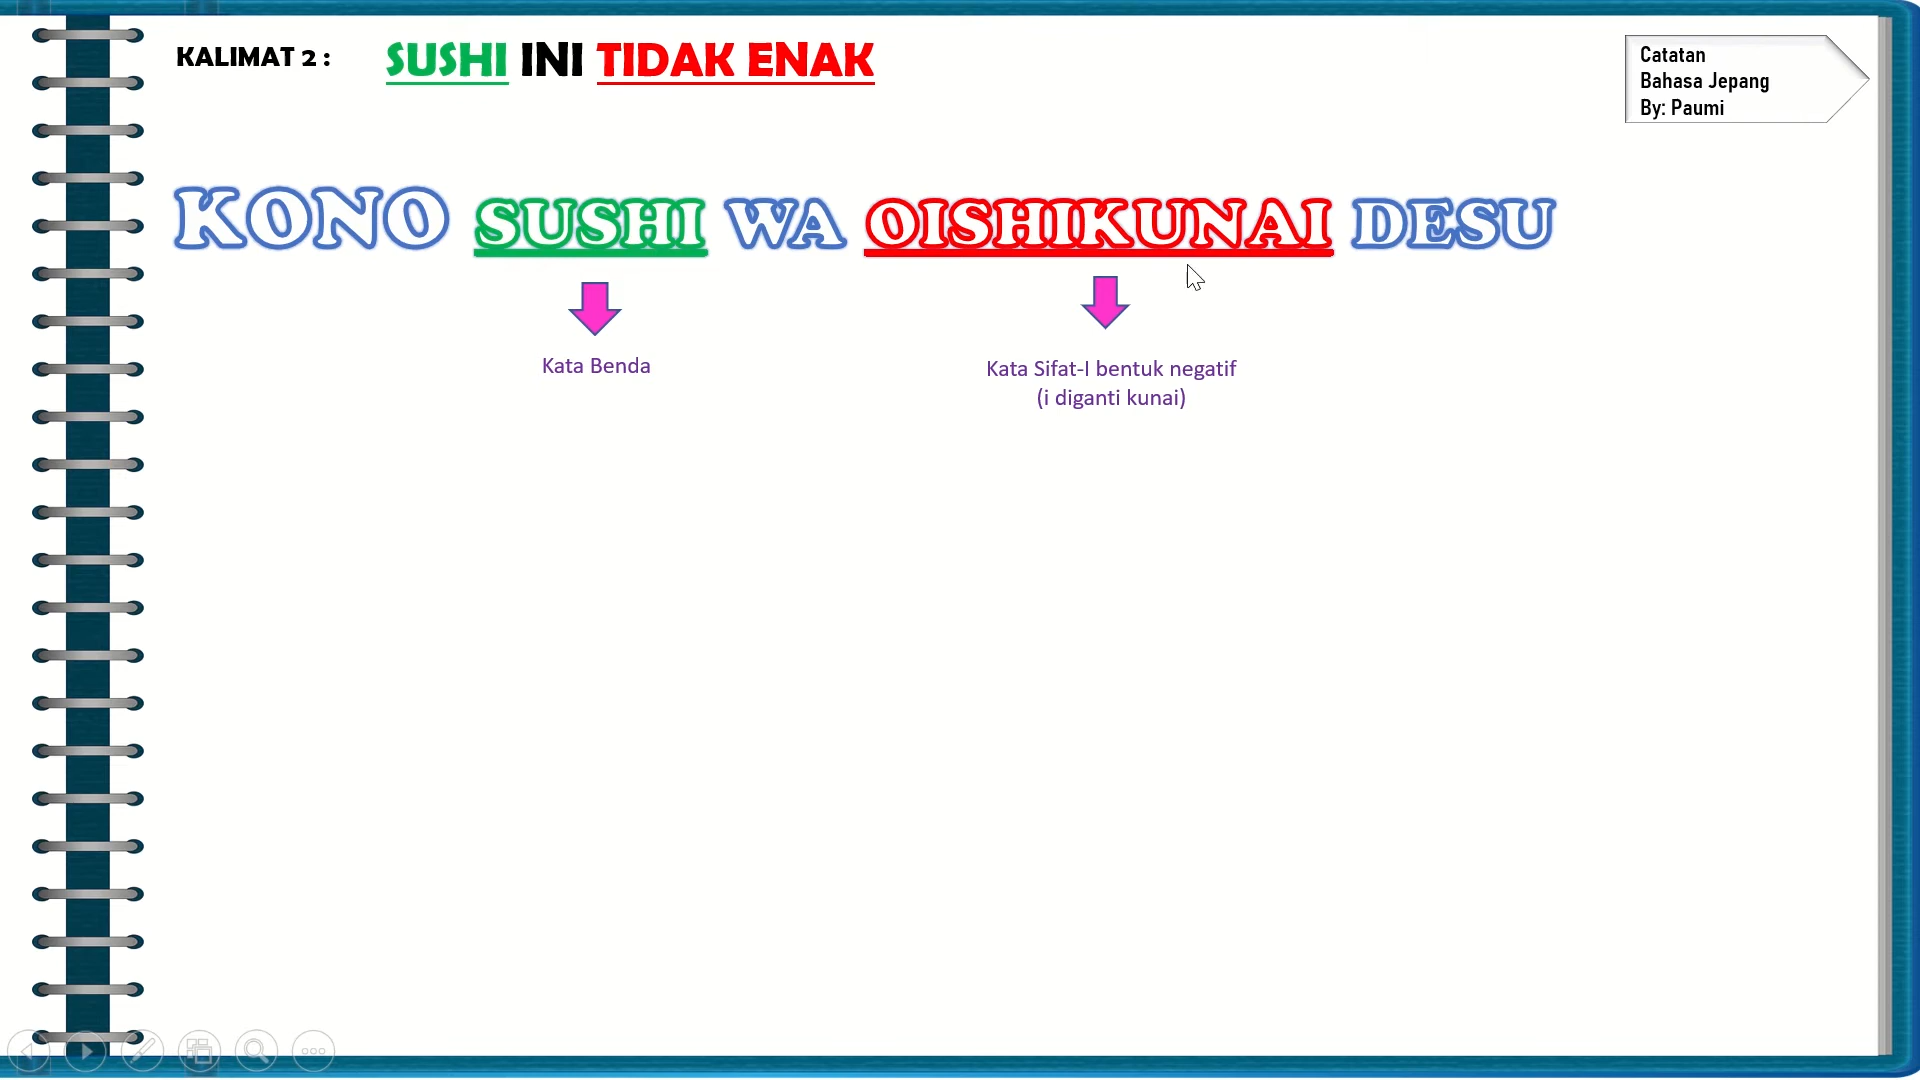 KALIMAT 2 : SUSHI INI TIDAK ENAK
Catatan
Bahasa Jepang
By: Paumi
KONO SUSHI WA OISHIKUNAI DESU
Kata Benda
Kata Sifat-I bentuk negatif
(i diganti kunai)